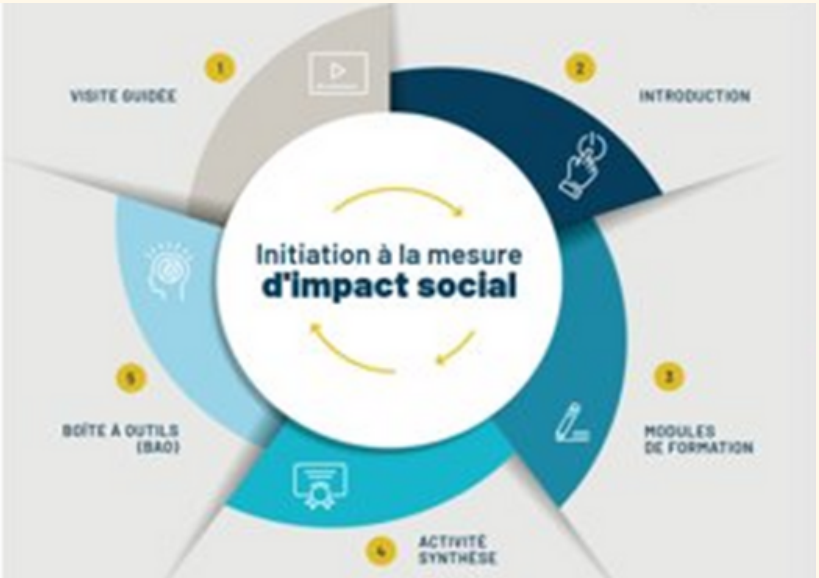 1
VISITE GUIDÉE
2
INTRODUCTION
Initiation à la mesure
d'impact social
3
MODULES
DE FORMATION
4
ACTIVITÉ
SYNTHÈSE
5
BOÎTE À OUTILS
(BAO)